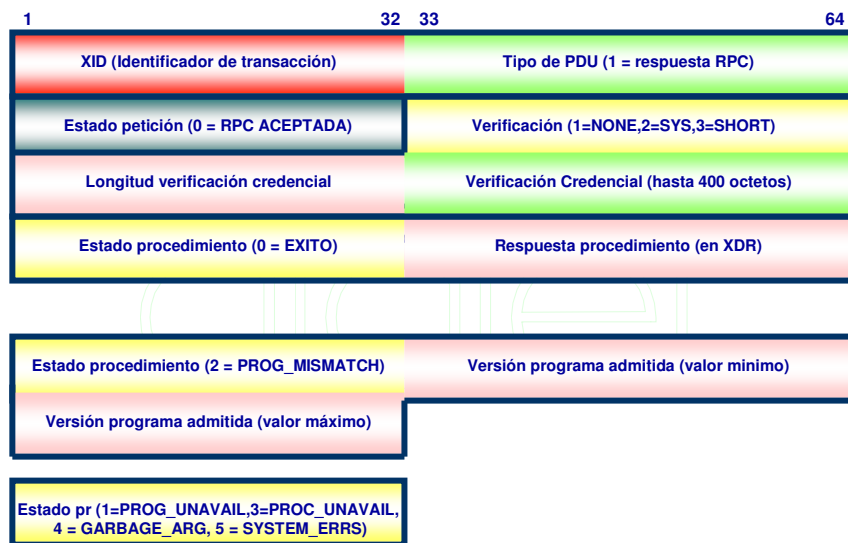 1 32 33 64
XID (Identificador de transacción) Tipo de PDU (1 = respuesta RPC)
Estado petición (0 = RPC ACEPTADA) Verificación (1=NONE,2=SYS,3=SHORT)
Longitud verificación credencial Verificación Credencial (hasta 400 octetos)
Estado procedimiento (0 = EXITO) Respuesta procedimiento (en XDR)
Estado procedimiento (2 = PROG_MISMATCH) Versión programa admitida (valor minimo)
Versión programa admitida (valor máximo)
Estado pr (1=PROG_UNAVAIL,3=PROC_UNAVAIL,
4 = GARBAGE_ARG, 5 = SYSTEM_ERRS)